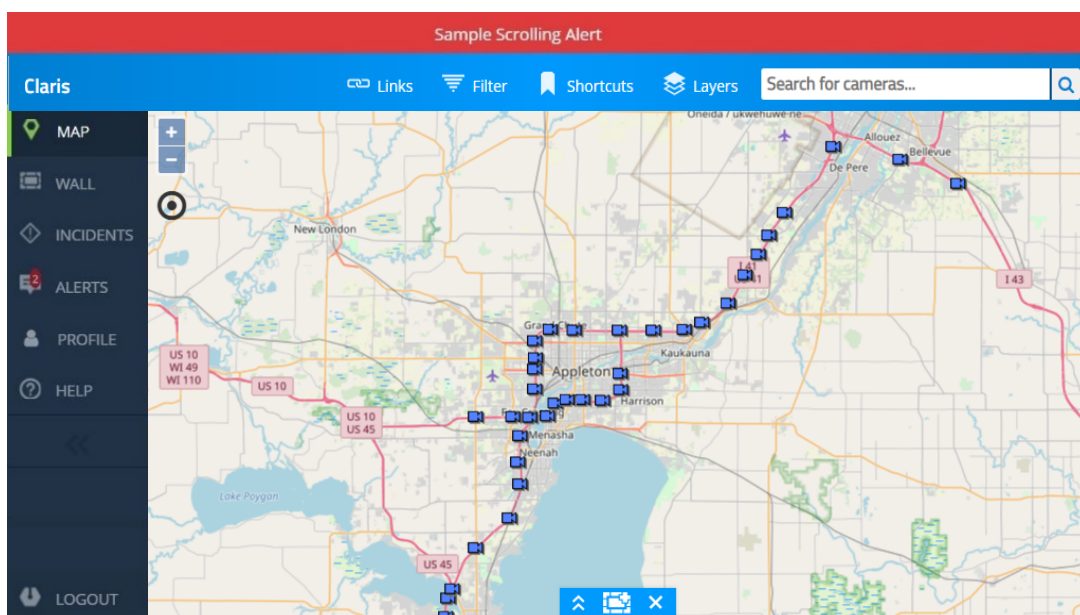 Sample Scrolling Alert
Claris
Links
Filter
Shortcuts
Layers
Search for cameras...
MAP
WALL
INCIDENTS
2
ALERTS
PROFILE
HELP
LOGOUT
+
−
Oneida / ukwehuwe-ne
Allouez
Bellevue
De Pere
New London
I 41
I 43
Kaukauna
Appleton
Harrison
US 10
WI 49
WI 110
US 10
US 10
US 45
Menasha
Neenah
Lake Poygan
US 45